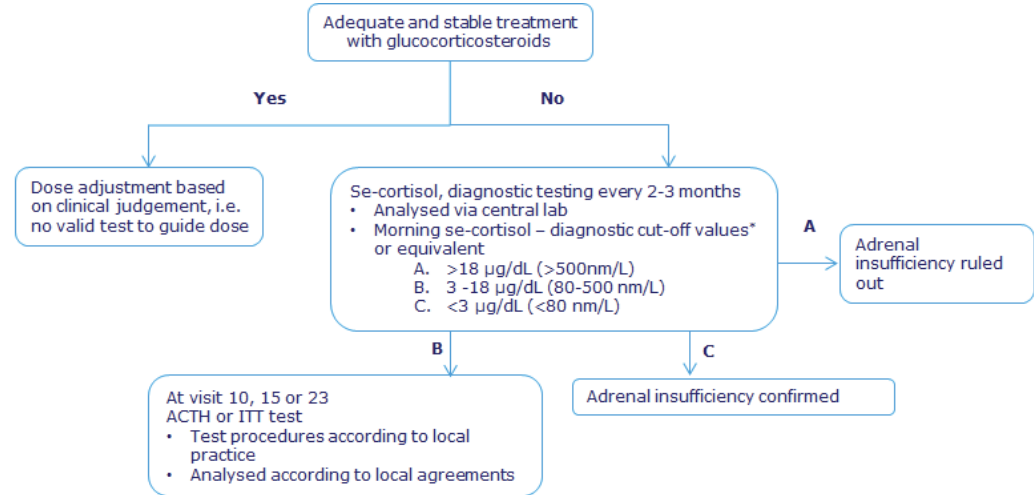 Adequate and stable treatment
with glucocorticosteroids
Yes
No
Dose adjustment based
on clinical judgement, i.e.
no valid test to guide dose
Se-cortisol, diagnostic testing every 2-3 months
• Analysed via central lab
• Morning se-cortisol – diagnostic cut-off values*
or equivalent
A. >18 µg/dL (>500nm/L)
B. 3 -18 µg/dL (80-500 nm/L)
C. <3 µg/dL (<80 nm/L)
A
Adrenal
insufficiency ruled
out
B
C
At visit 10, 15 or 23
ACTH or ITT test
• Test procedures according to local
practice
• Analysed according to local agreements
Adrenal insufficiency confirmed